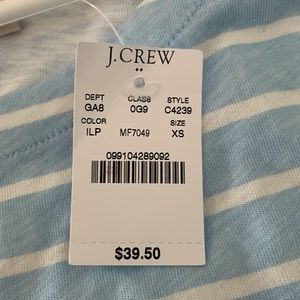 J.CREW
DEPT CLASS STYLE
GA8 0G9 C4239
COLOR SIZE
ILP MF7049 XS
099104289092
$39.50